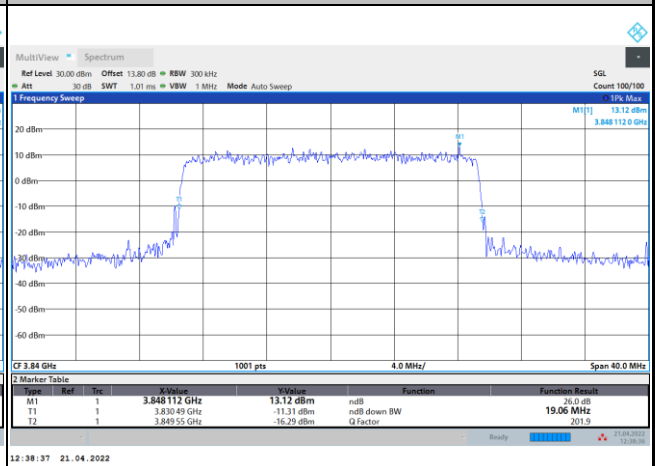 MultiView Spectrum
Ref Level 30.00 dBm Offset 13.80 dB RBW 300 kHz SGL
Att 30 dB SWT 1.01 ms VBW 1 MHz Mode Auto Sweep Count 100/100
1 Frequency Sweep 1Pk Max
M1[1] 13.12 dBm
3.848 112 0 GHz
20 dBm
M1
10 dBm
0 dBm
T1
-10 dBm
T2
-20 dBm
-30 dBm
-40 dBm
-50 dBm
-60 dBm
CF 3.84 GHz 1001 pts 4.0 MHz/ Span 40.0 MHz
2 Marker Table
Type Ref Trc X-Value Y-Value Function Function Result
M1 1 3.848 112 GHz 13.12 dBm ndB 26.0 dB
T1 1 3.830 49 GHz -11.31 dBm ndB down BW 19.06 MHz
T2 1 3.849 55 GHz -16.29 dBm Q Factor 201.9
Ready 21.04.2022
12:38:36
12:38:37 21.04.2022